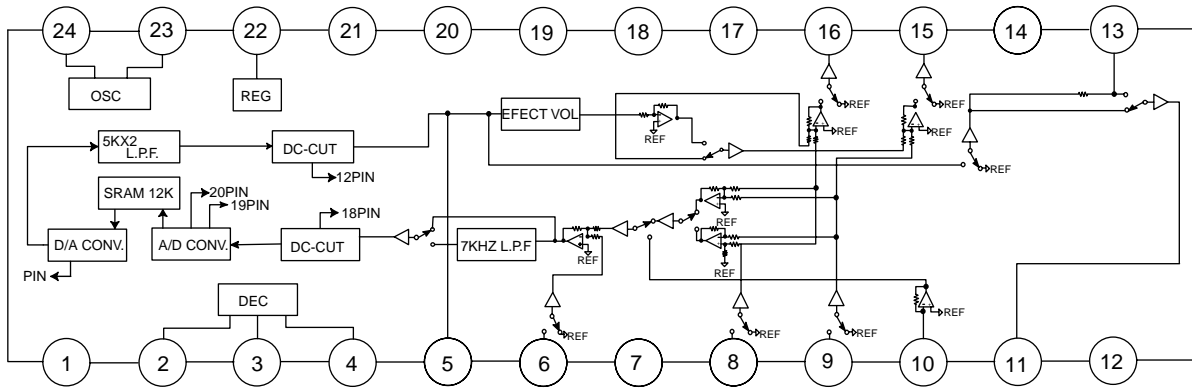 24 23 22 21 20 19 18 17 16 15 14 13
OSC
REG
REF
REF
EFECT VOL
REF
REF
REF
REF
5KX2
L.P.F.
DC-CUT
12PIN
SRAM 12K
20PIN
19PIN
18PIN
D/A CONV.
A/D CONV.
DC-CUT
7KHZ L.P.F
REF
REF
REF
PIN
DEC
REF
REF
REF
REF
1 2 3 4 5 6 7 8 9 10 11 12